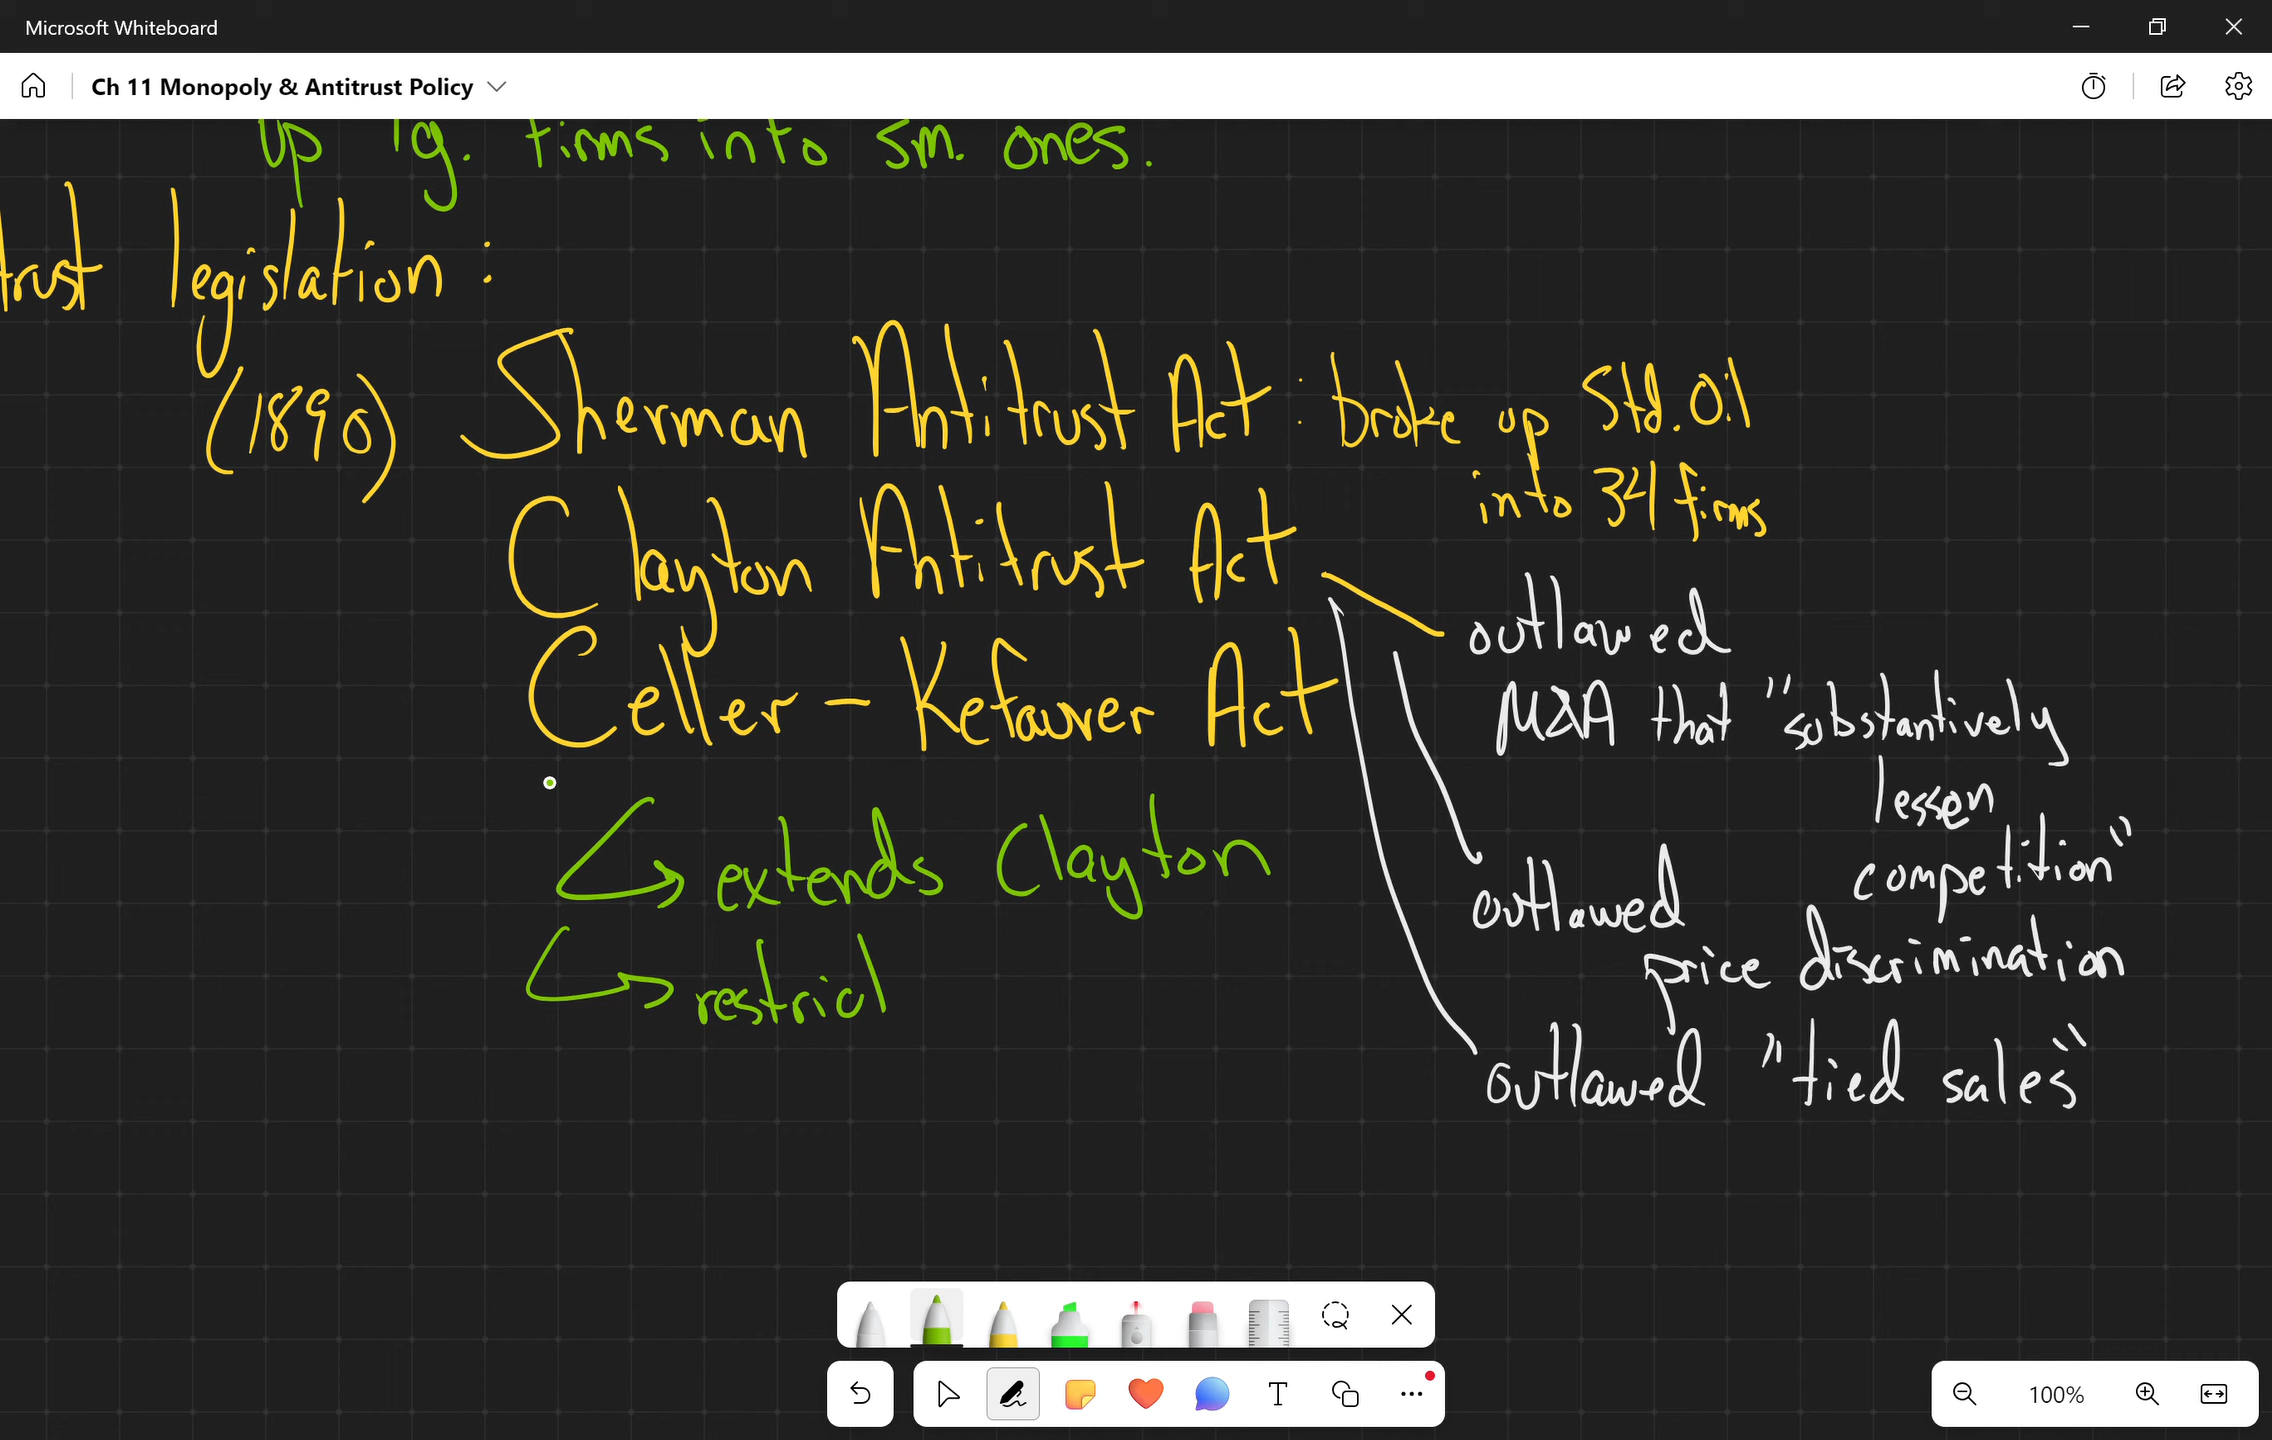 Microsoft Whiteboard
Ch 11 Monopoly & Antitrust Policy
up lg. firms into sm. ones.
trust legislation :
(1890) Sherman Antitrust Act : broke up Std. Oil
into 34 firms
Clayton Antitrust Act
outlawed
M&A that "substantively
lessen
competition"
Celler - Kefauver Act
extends Clayton
outlawed
price discrimination
restrict
outlawed "tied sales"
T
100%